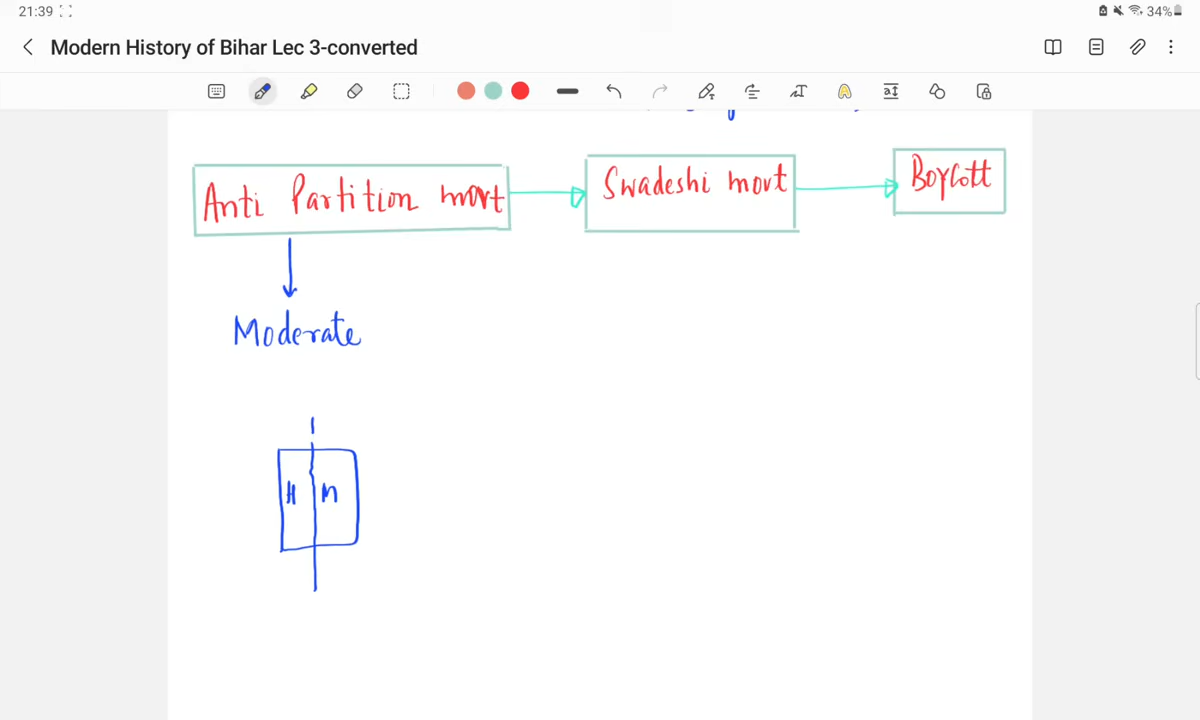 21:39 34%
Modern History of Bihar Lec 3-converted
Anti Partition movt Swadeshi movt Boycott
Moderate
H M